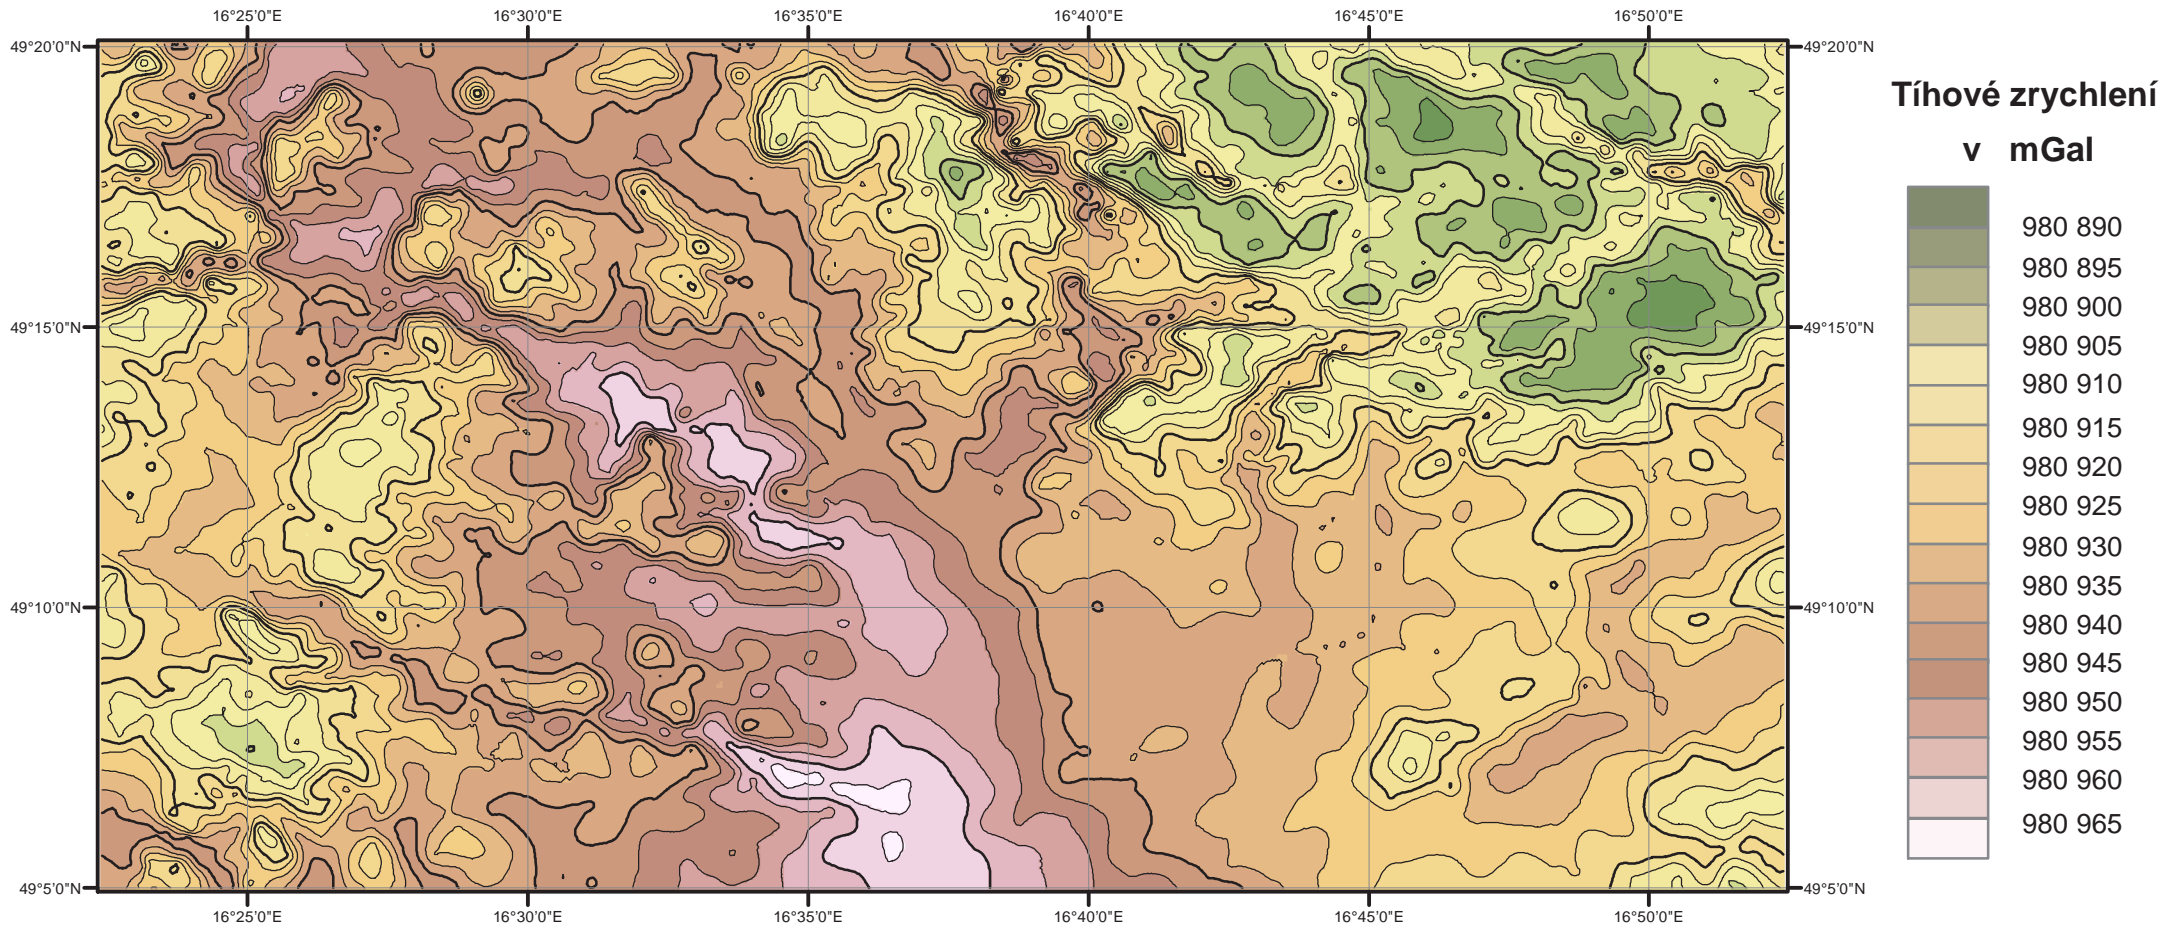 16°25'0"E 16°30'0"E 16°35'0"E 16°40'0"E 16°45'0"E 16°50'0"E
49°20'0"N 49°20'0"N
Tíhové zrychlení
v mGal
980 890
980 895
980 900
980 905
980 910
980 915
980 920
980 925
980 930
980 935
980 940
980 945
980 950
980 955
980 960
980 965
49°15'0"N 49°15'0"N
49°10'0"N 49°10'0"N
49°5'0"N 49°5'0"N
16°25'0"E 16°30'0"E 16°35'0"E 16°40'0"E 16°45'0"E 16°50'0"E